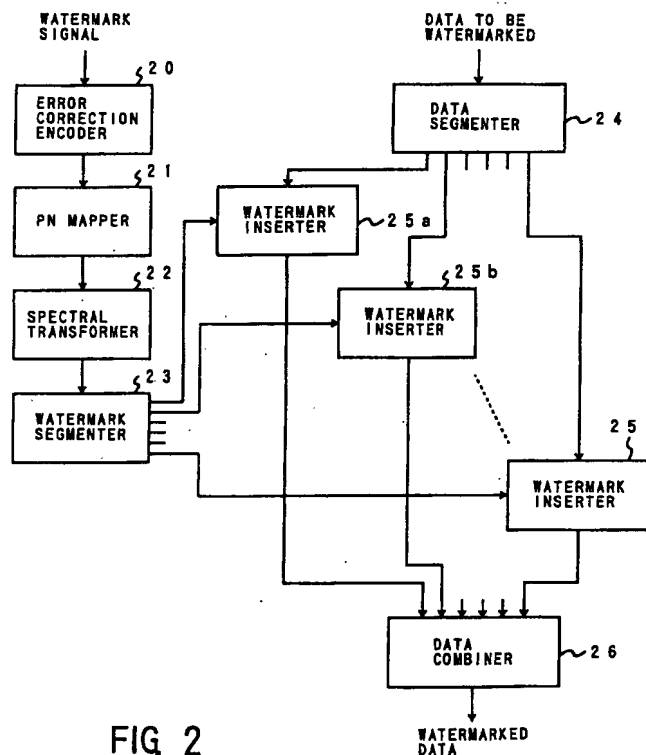 WATERMARK
SIGNAL
DATA TO BE
WATERMARKED
20
ERROR
CORRECTION
ENCODER
DATA
SEGMENTER
24
21
PN MAPPER
WATERMARK
INSERTER
25a
22
SPECTRAL
TRANSFORMER
25b
WATERMARK
INSERTER
23
WATERMARK
SEGMENTER
25
WATERMARK
INSERTER
DATA
COMBINER
26
FIG. 2
WATERMARKED
DATA